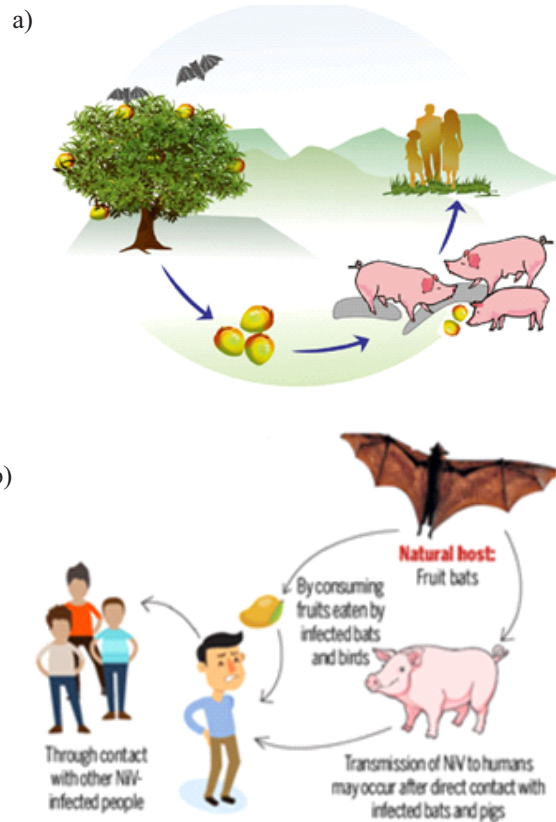 a)
b)
Natural host:
Fruit bats
By consuming
fruits eaten by
infected bats
and birds
Through contact
with other NiV-
infected people
Transmission of NiV to humans
may occur after direct contact with
infected bats and pigs